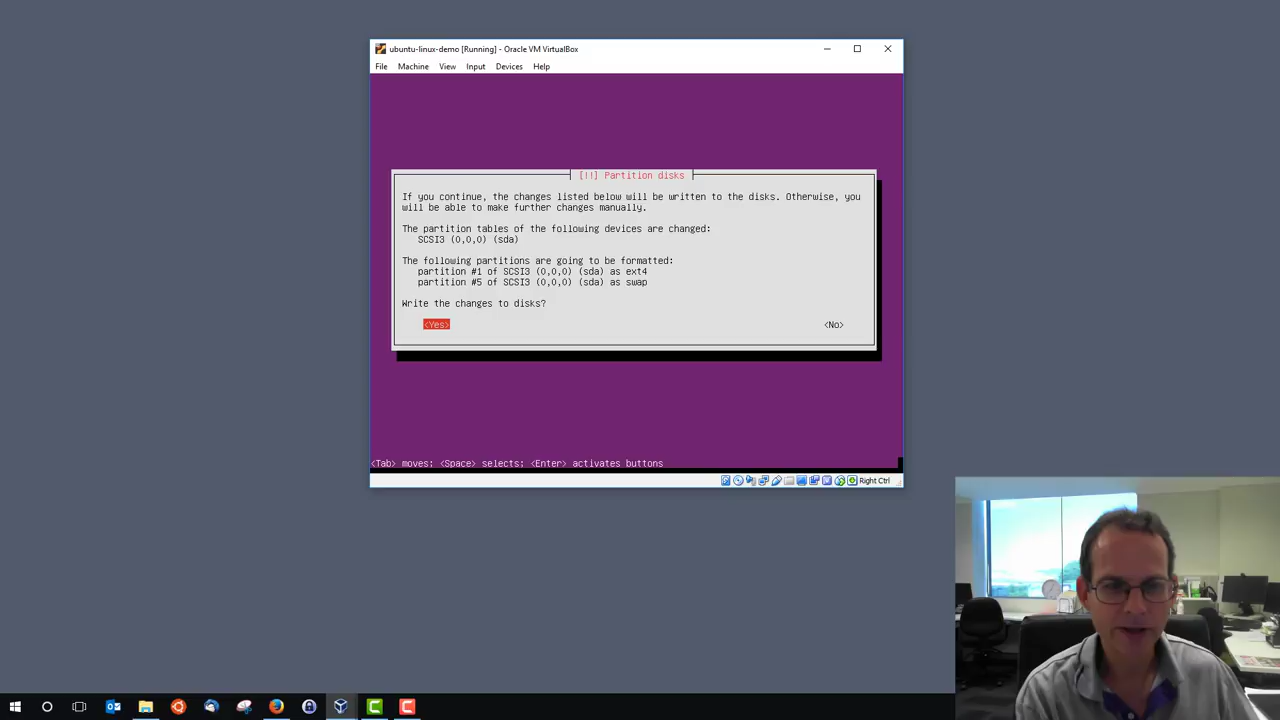 ubuntu-linux-demo [Running] - Oracle VM VirtualBox
File Machine View Input Devices Help
[!!] Partition disks
If you continue, the changes listed below will be written to the disks. Otherwise, you
will be able to make further changes manually.
The partition tables of the following devices are changed:
SCSI3 (0,0,0) (sda)
The following partitions are going to be formatted:
partition #1 of SCSI3 (0,0,0) (sda) as ext4
partition #5 of SCSI3 (0,0,0) (sda) as swap
Write the changes to disks?
<Yes> <No>
<Tab> moves; <Space> selects; <Enter> activates buttons
Right Ctrl